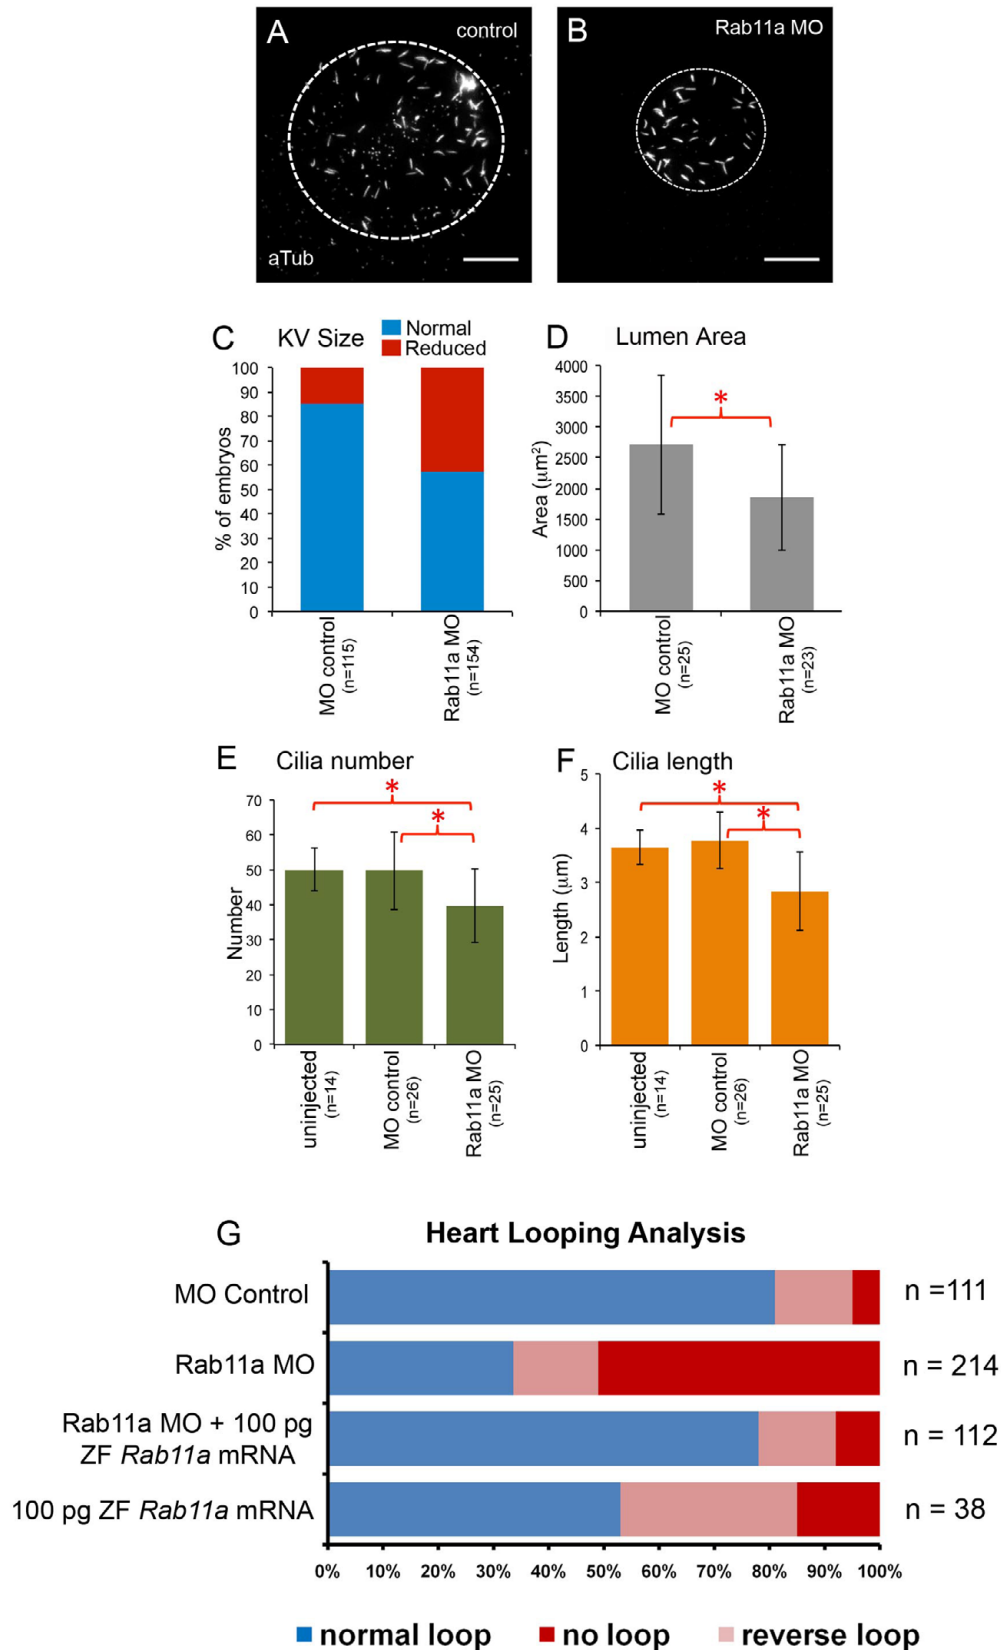 A
control
aTub
B
Rab11a MO
C
KV Size
Normal
Reduced
100
90
80
70
60
50
40
30
20
10
0
% of embryos
MO control
(n=115)
Rab11a MO
(n=154)
D
Lumen Area
*
4000
3500
3000
2500
2000
1500
1000
500
0
Area (µm²)
MO control
(n=25)
Rab11a MO
(n=23)
E
Cilia number
*
*
70
60
50
40
30
20
10
0
Number
uninjected
(n=14)
MO control
(n=26)
Rab11a MO
(n=25)
F
Cilia length
*
*
5
4
3
2
1
0
Length (µm)
uninjected
(n=14)
MO control
(n=26)
Rab11a MO
(n=25)
G
Heart Looping Analysis
MO Control
n =111
Rab11a MO
n = 214
Rab11a MO + 100 pg
ZF Rab11a mRNA
n = 112
100 pg ZF Rab11a mRNA
n = 38
0% 10% 20% 30% 40% 50% 60% 70% 80% 90% 100%
normal loop no loop reverse loop